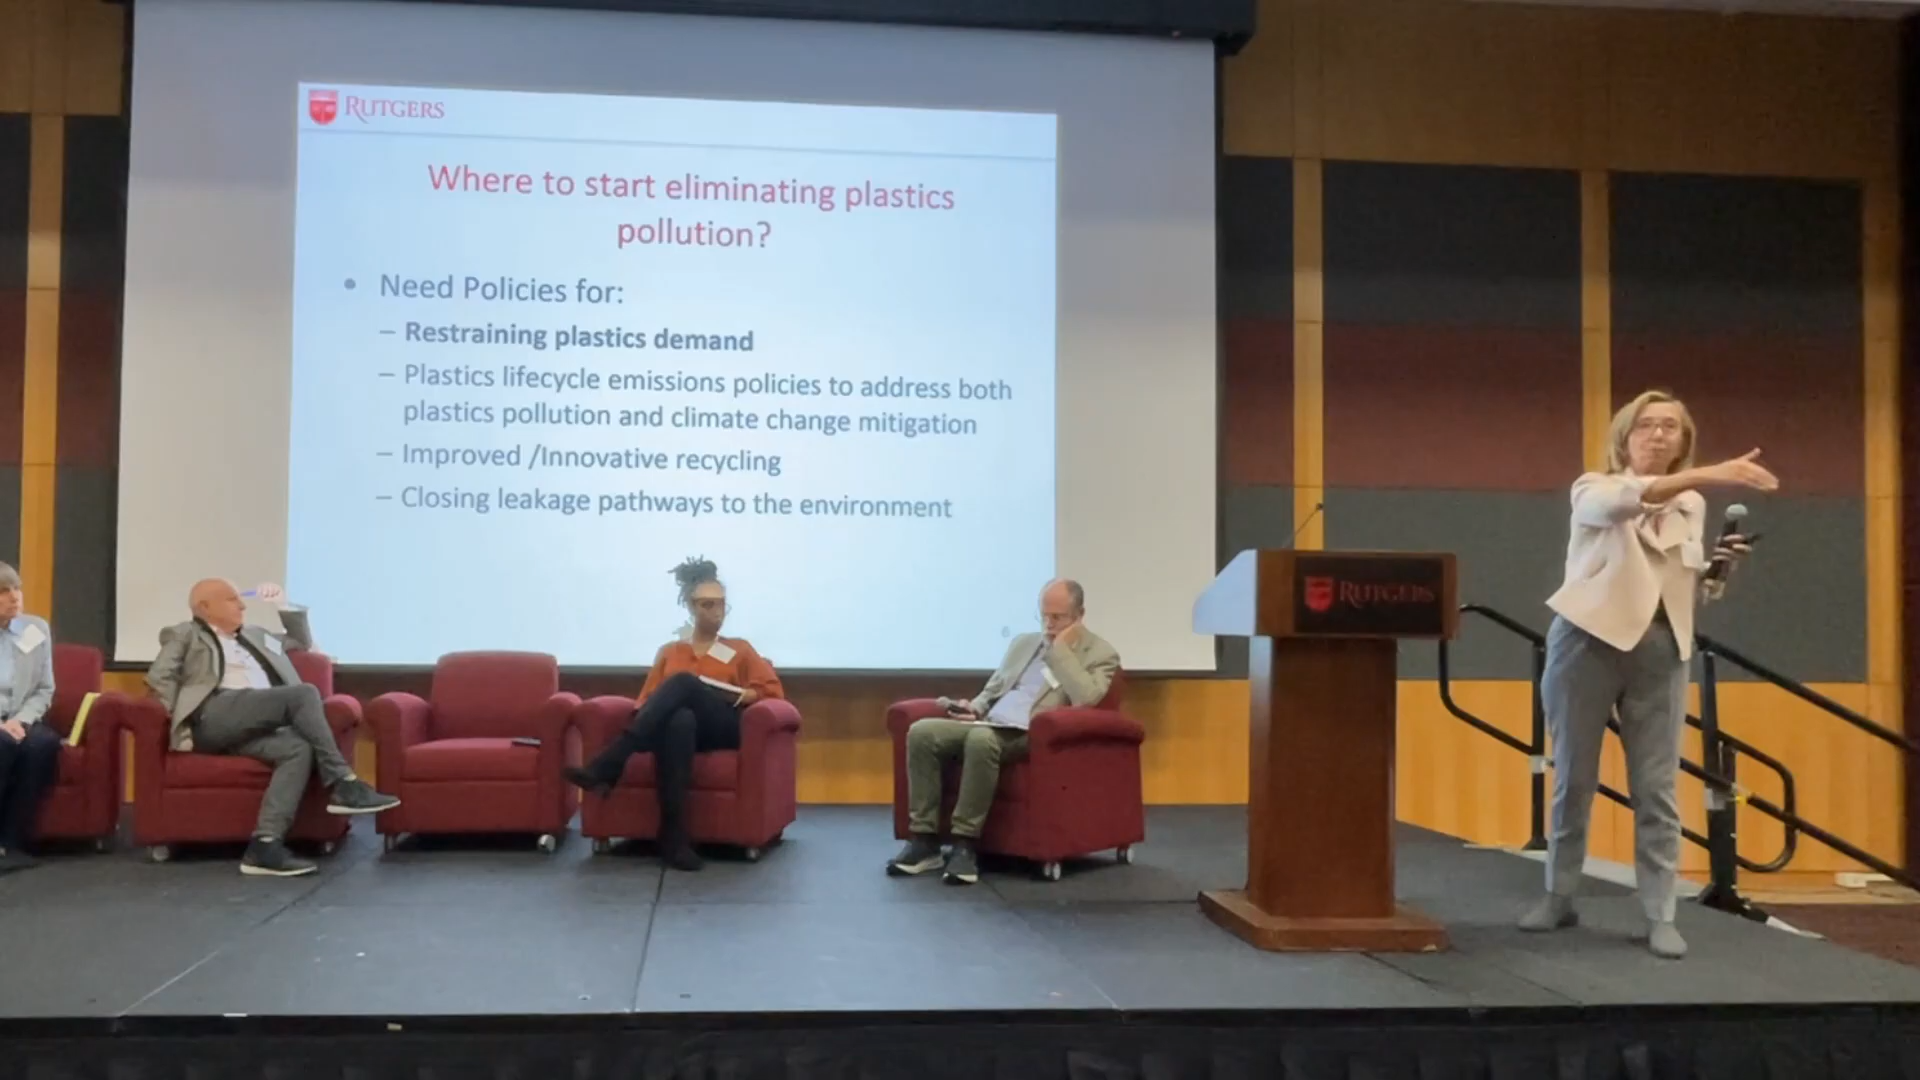 RUTGERS
Where to start eliminating plastics
pollution?
• Need Policies for:
– Restraining plastics demand
– Plastics lifecycle emissions policies to address both
plastics pollution and climate change mitigation
– Improved /Innovative recycling
– Closing leakage pathways to the environment
6
RUTGERS